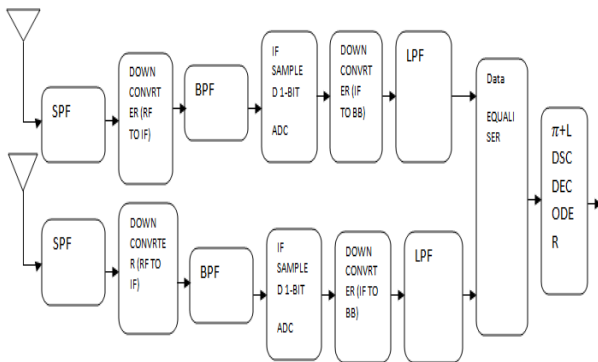 SPF
DOWN
CONVRT
ER (RF
TO IF)
BPF
IF
SAMPLE
D 1-BIT
ADC
DOWN
CONVRT
ER (IF
TO BB)
LPF
Data
EQUALI
SER
π+L
DSC
DEC
ODE
R
SPF
DOWN
CONVRTE
R (RF TO
IF)
BPF
IF
SAMPLE
D 1-BIT
ADC
DOWN
CONVRT
ER (IF TO
BB)
LPF